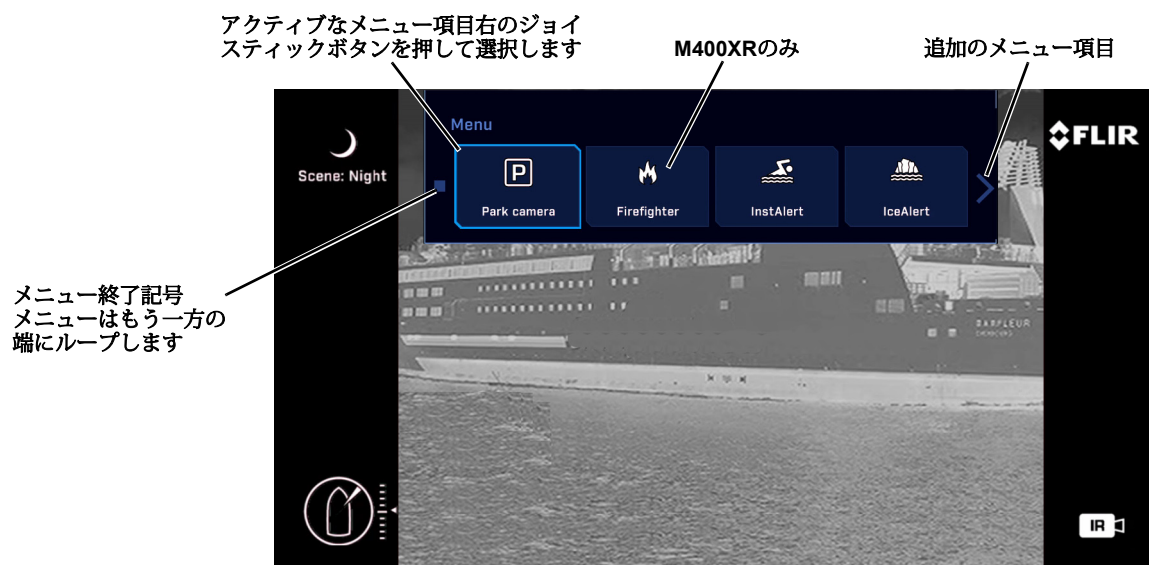 アクティブなメニュー項目右のジョイ
スティックボタンを押して選択します
M400XRのみ
追加のメニュー項目
Menu
Scene: Night
FLIR
P
Park camera
Firefighter
InstAlert
IceAlert
メニュー終了記号
メニューはもう一方の
端にループします
BARFLEUR
CHERBOURG
IR